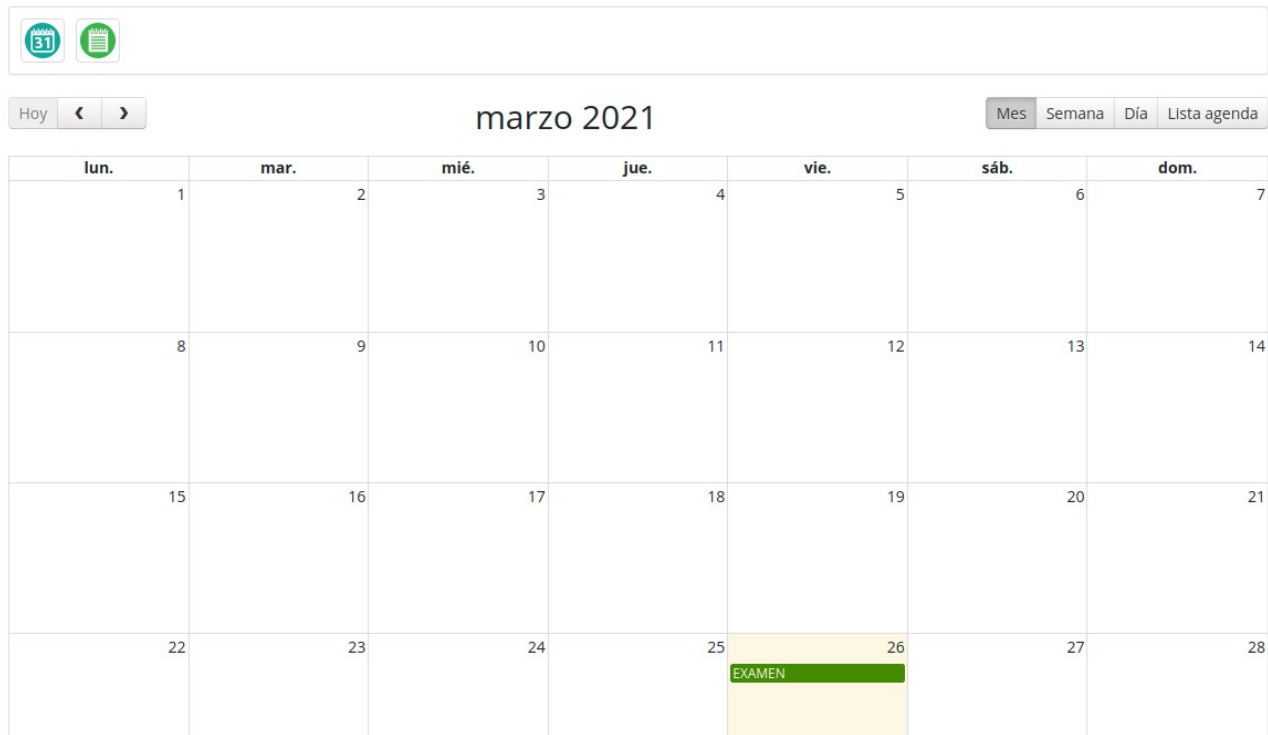 31
Hoy
marzo 2021
Mes Semana Día Lista agenda
lun. mar. mié. jue. vie. sáb. dom.
1 2 3 4 5 6 7
8 9 10 11 12 13 14
15 16 17 18 19 20 21
22 23 24 25 26 27 28
EXAMEN